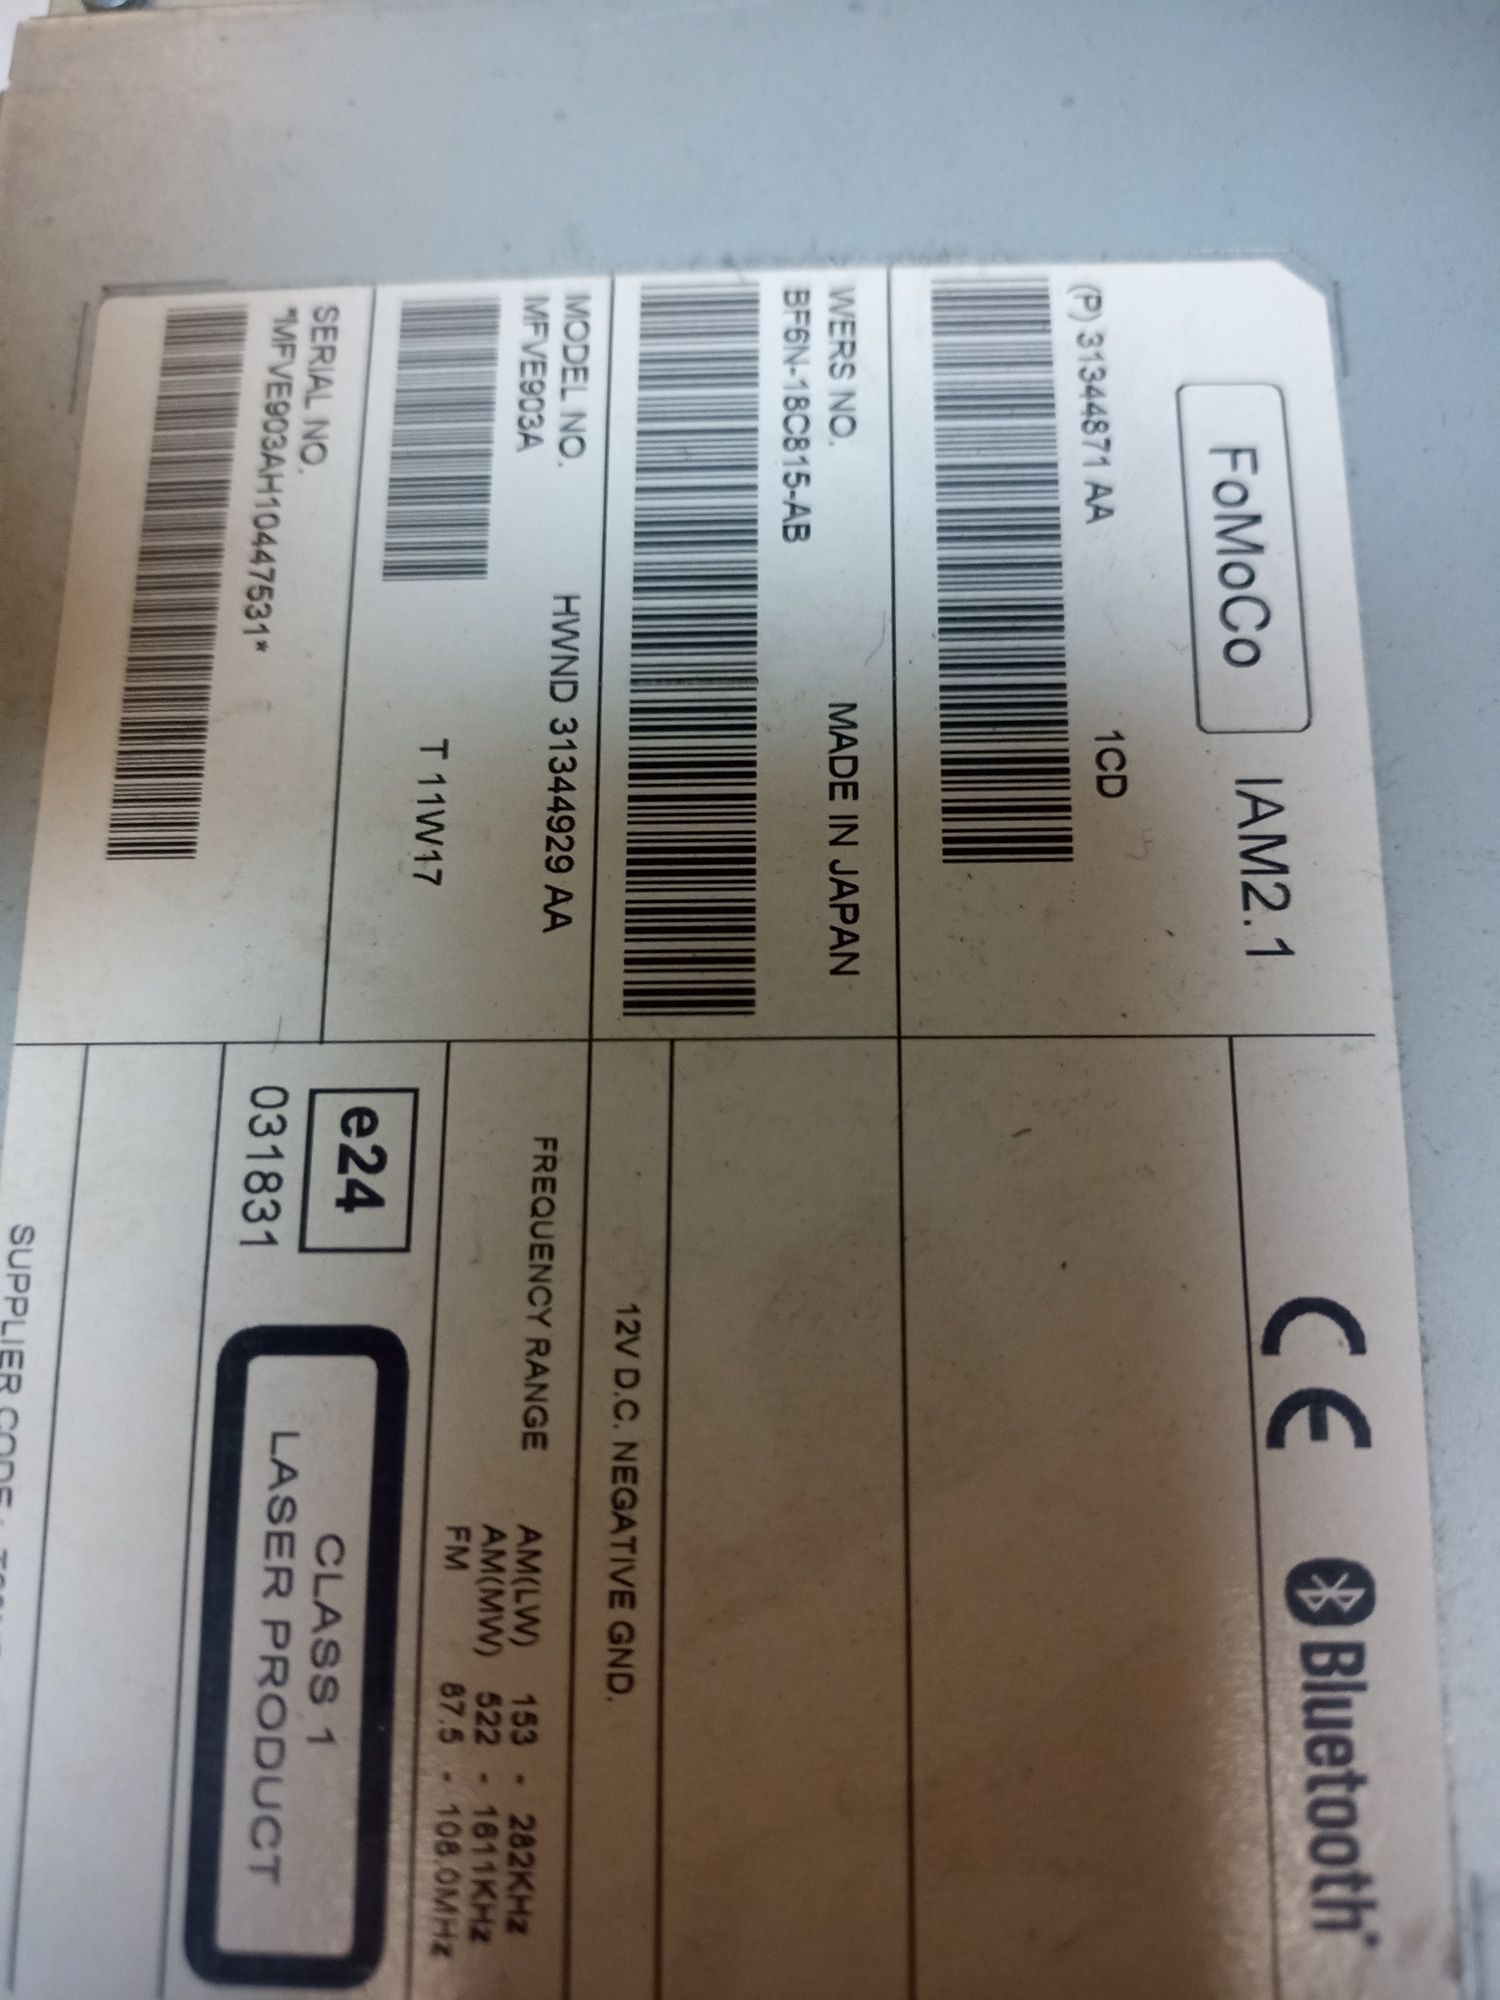 FoMoCo IAM2.1
(P) 31344871 AA 1CD
WERS NO. MADE IN JAPAN
BF6N-18C815-AB
MODEL NO. HWND 31344929 AA
MFVE903A
T 11W17
SERIAL NO.
*MFVE903AH10447531*
CE Bluetooth®
12V D.C. NEGATIVE GND.
FREQUENCY RANGE AM(LW) 153 - 282KHz
AM(MW) 522 - 1611KHz
FM 87.5 - 108.0MHz
e24
031831
CLASS 1
LASER PRODUCT
SUPPLIER CODE :